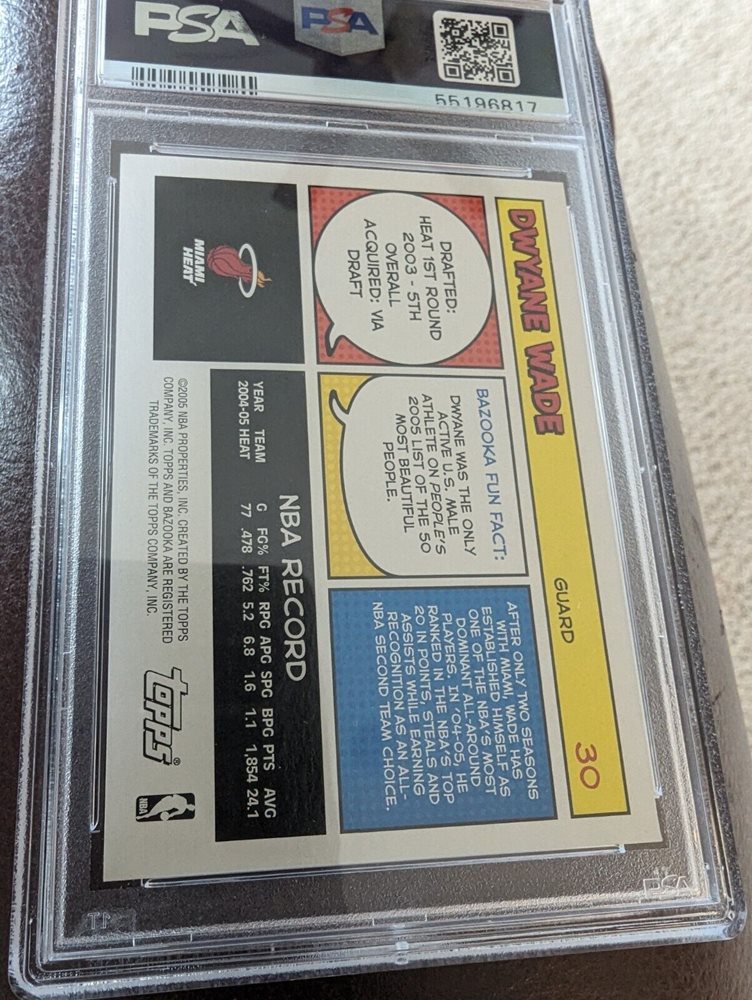 PSA
PSA
55196817
DWYANE WADE
GUARD
30
DRAFTED:
HEAT 1ST ROUND
2003 - 5TH
OVERALL
ACQUIRED: VIA
DRAFT
BAZOOKA FUN FACT:
DWYANE WAS THE ONLY
ACTIVE U.S. MALE
ATHLETE ON PEOPLE'S
2005 LIST OF THE 50
MOST BEAUTIFUL
PEOPLE.
AFTER ONLY TWO SEASONS
WITH MIAMI, WADE HAS
ESTABLISHED HIMSELF AS
ONE OF THE NBA'S MOST
DOMINANT ALL-AROUND
PLAYERS. IN '04-05, HE
RANKED IN THE NBA'S TOP
20 IN POINTS, STEALS AND
ASSISTS WHILE EARNING
RECOGNITION AS AN ALL-
NBA SECOND TEAM CHOICE.
MIAMI
HEAT
NBA RECORD
YEAR TEAM G FG% FT% RPG APG SPG BPG PTS AVG
2004-05 HEAT 77 .478 .762 5.2 6.8 1.6 1.1 1,854 24.1
©2005 NBA PROPERTIES, INC. CREATED BY THE TOPPS
COMPANY, INC. TOPPS AND BAZOOKA ARE REGISTERED
TRADEMARKS OF THE TOPPS COMPANY, INC.
topps®
NBA
PSA